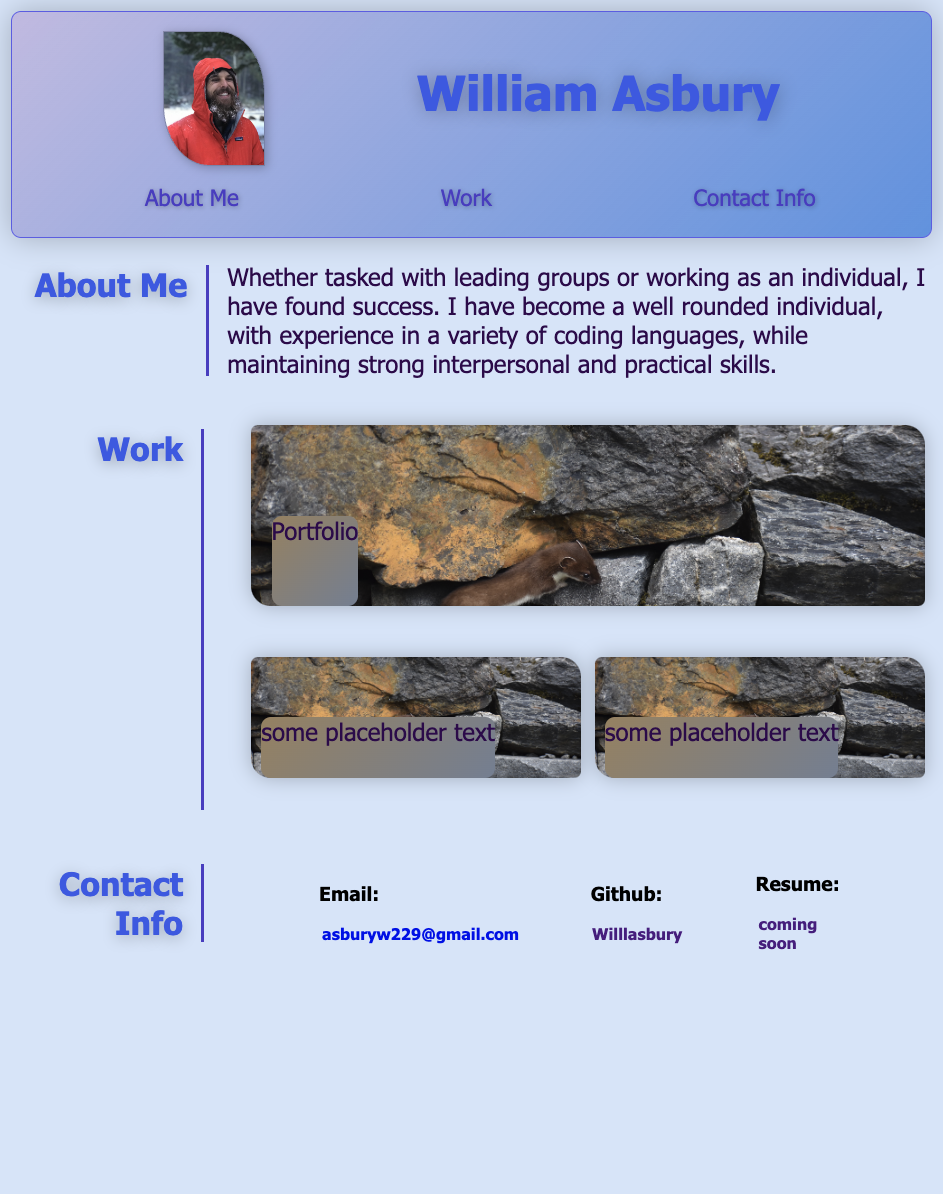 William Asbury
About Me
Work
Contact Info
About Me
Whether tasked with leading groups or working as an individual, I
have found success. I have become a well rounded individual,
with experience in a variety of coding languages, while
maintaining strong interpersonal and practical skills.
Work
Portfolio
some placeholder text
some placeholder text
Contact
Info
Email:
asburyw229@gmail.com
Github:
Willlasbury
Resume:
coming
soon